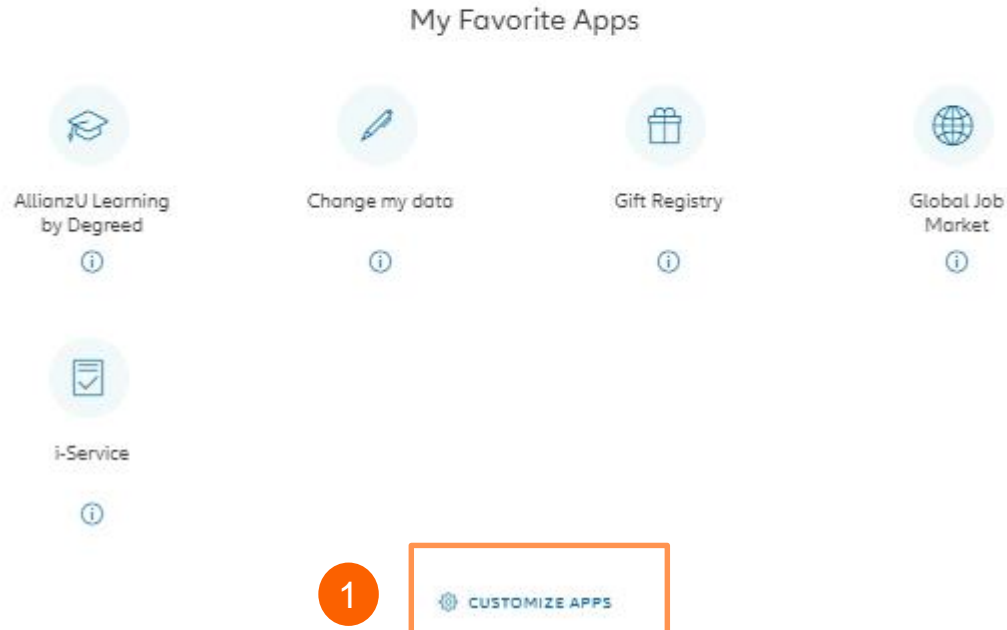 My Favorite Apps
AllianzU Learning
by Degreed
Change my data
Gift Registry
Global Job
Market
i-Service
1
CUSTOMIZE APPS